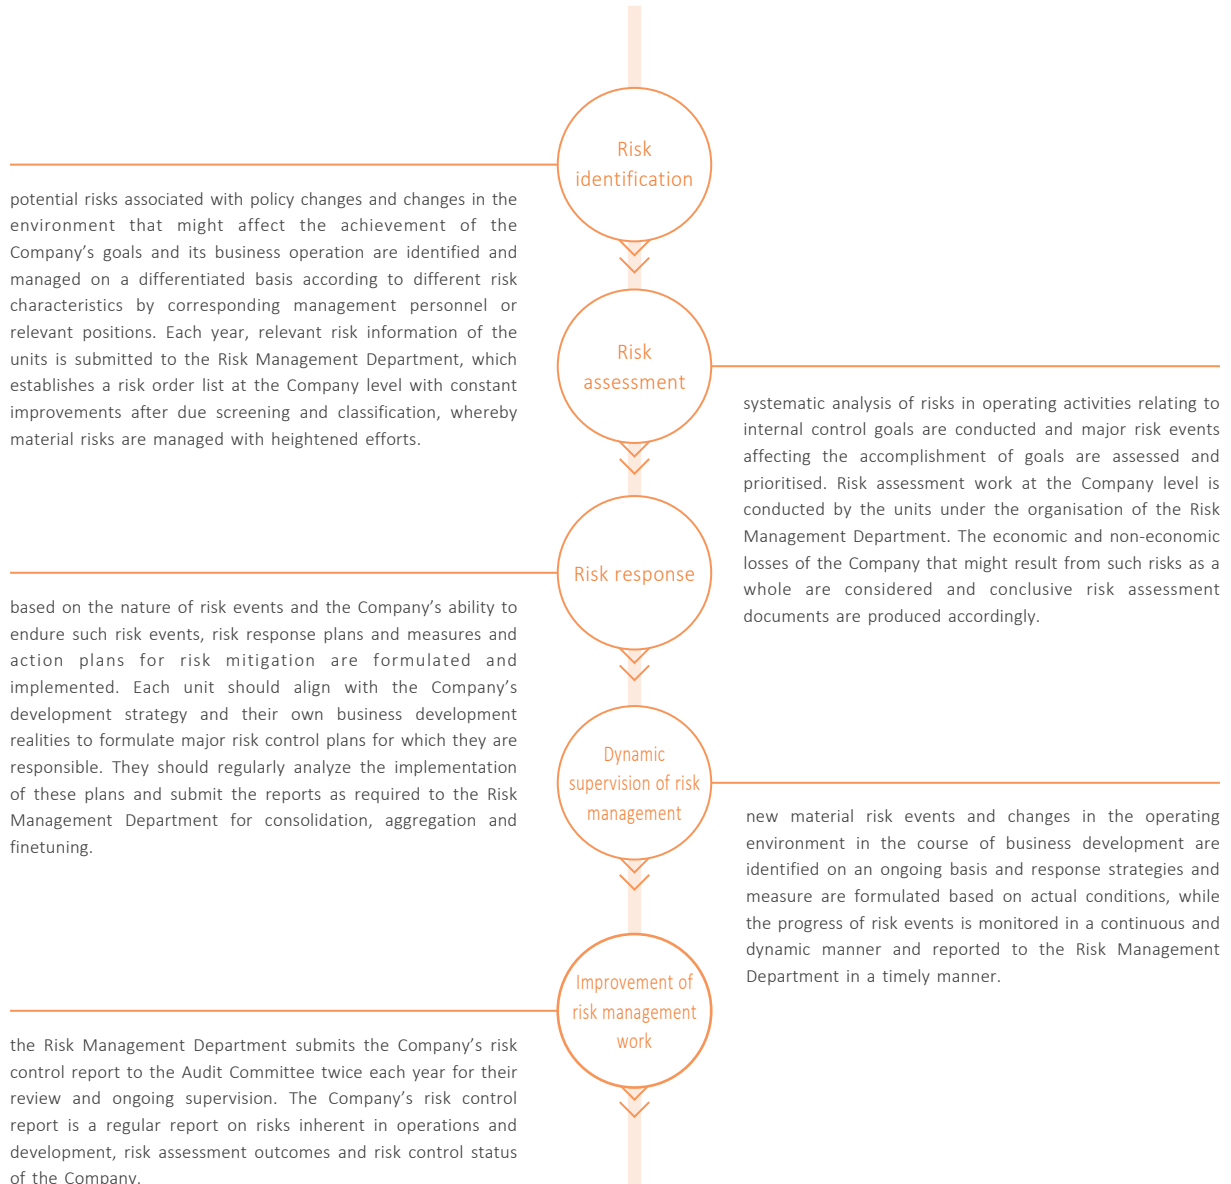 Risk
identification
potential risks associated with policy changes and changes in the
environment that might affect the achievement of the
Company’s goals and its business operation are identified and
managed on a differentiated basis according to different risk
characteristics by corresponding management personnel or
relevant positions. Each year, relevant risk information of the
units is submitted to the Risk Management Department, which
establishes a risk order list at the Company level with constant
improvements after due screening and classification, whereby
material risks are managed with heightened efforts.
Risk
assessment
systematic analysis of risks in operating activities relating to
internal control goals are conducted and major risk events
affecting the accomplishment of goals are assessed and
prioritised. Risk assessment work at the Company level is
conducted by the units under the organisation of the Risk
Management Department. The economic and non-economic
losses of the Company that might result from such risks as a
whole are considered and conclusive risk assessment
documents are produced accordingly.
Risk response
based on the nature of risk events and the Company’s ability to
endure such risk events, risk response plans and measures and
action plans for risk mitigation are formulated and
implemented. Each unit should align with the Company’s
development strategy and their own business development
realities to formulate major risk control plans for which they are
responsible. They should regularly analyze the implementation
of these plans and submit the reports as required to the Risk
Management Department for consolidation, aggregation and
finetuning.
Dynamic
supervision of risk
management
new material risk events and changes in the operating
environment in the course of business development are
identified on an ongoing basis and response strategies and
measure are formulated based on actual conditions, while
the progress of risk events is monitored in a continuous and
dynamic manner and reported to the Risk Management
Department in a timely manner.
Improvement of
risk management
work
the Risk Management Department submits the Company’s risk
control report to the Audit Committee twice each year for their
review and ongoing supervision. The Company’s risk control
report is a regular report on risks inherent in operations and
development, risk assessment outcomes and risk control status
of the Company.